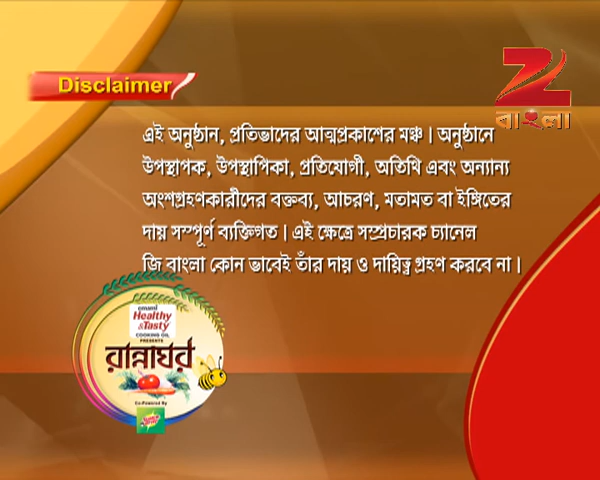 Disclaimer
বাংলা
এই অনুষ্ঠান, প্রতিভাদের আত্মপ্রকাশের মঞ্চ | অনুষ্ঠানে
উপস্থাপক, উপস্থাপিকা, প্রতিযোগী, অতিথি এবং অন্যান্য
অংশগ্রহণকারীদের বক্তব্য, আচরণ, মতামত বা ইঙ্গিতের
দায় সম্পূর্ণ ব্যক্তিগত | এই ক্ষেত্রে সম্প্রচারক চ্যানেল
জি বাংলা কোন ভাবেই তাঁর দায় ও দায়িত্ব গ্রহণ করবে না |
emami
Healthy
&Tasty
COOKING OIL
PRESENTS
রান্নাঘর
Co-Powered By